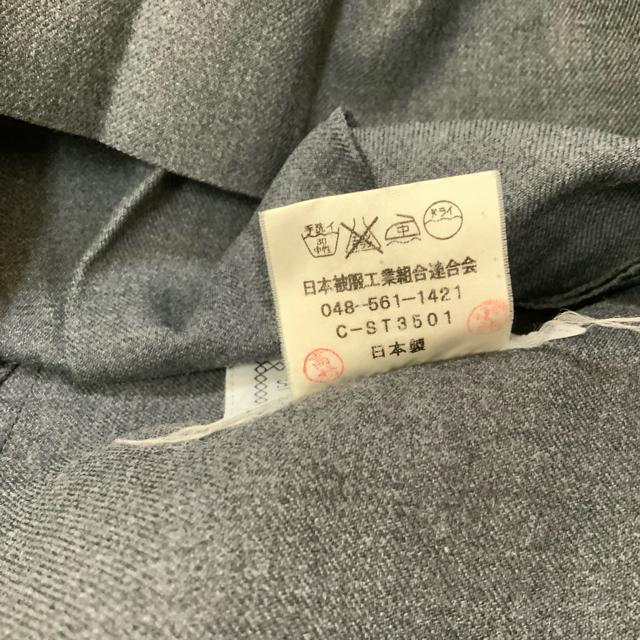 手洗イ
30
中性
ドライ
日本被服工業組合連合会
048-561-1421
C-ST3501
日本製